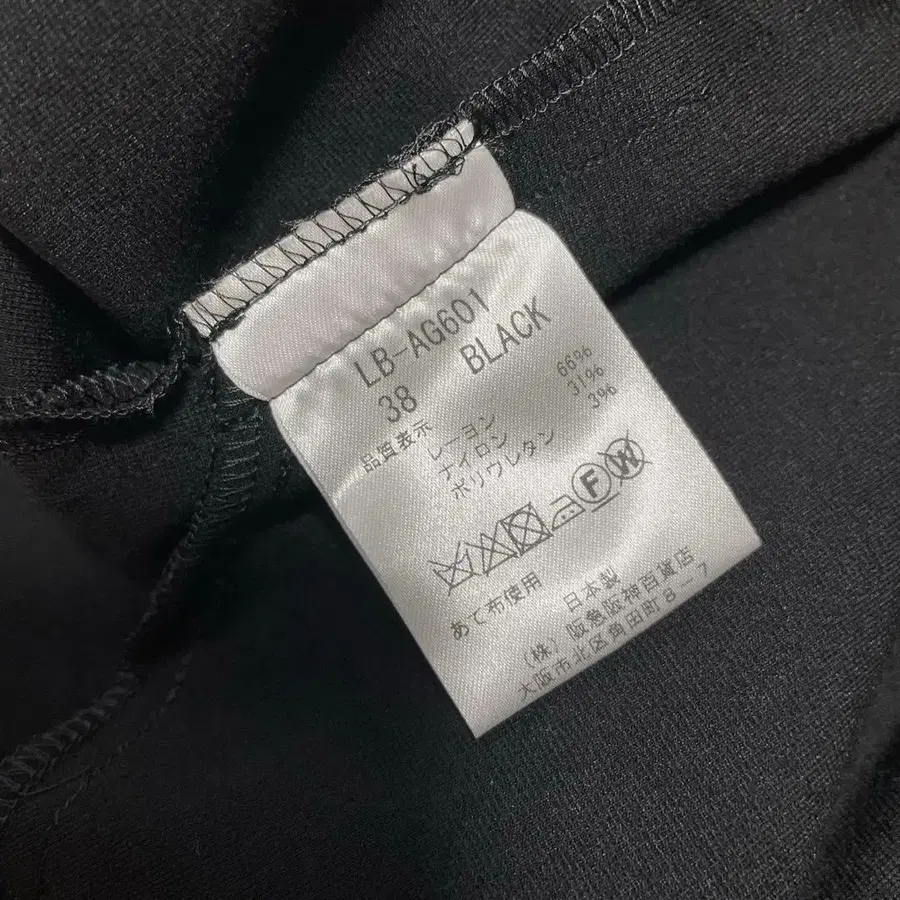 LB-AG601
38 BLACK
品質表示
レーヨン 66%
ナイロン 31%
ポリウレタン 3%
F W
あて布使用
日本製
(株) 阪急阪神百貨店
大阪市北区角田町8-7